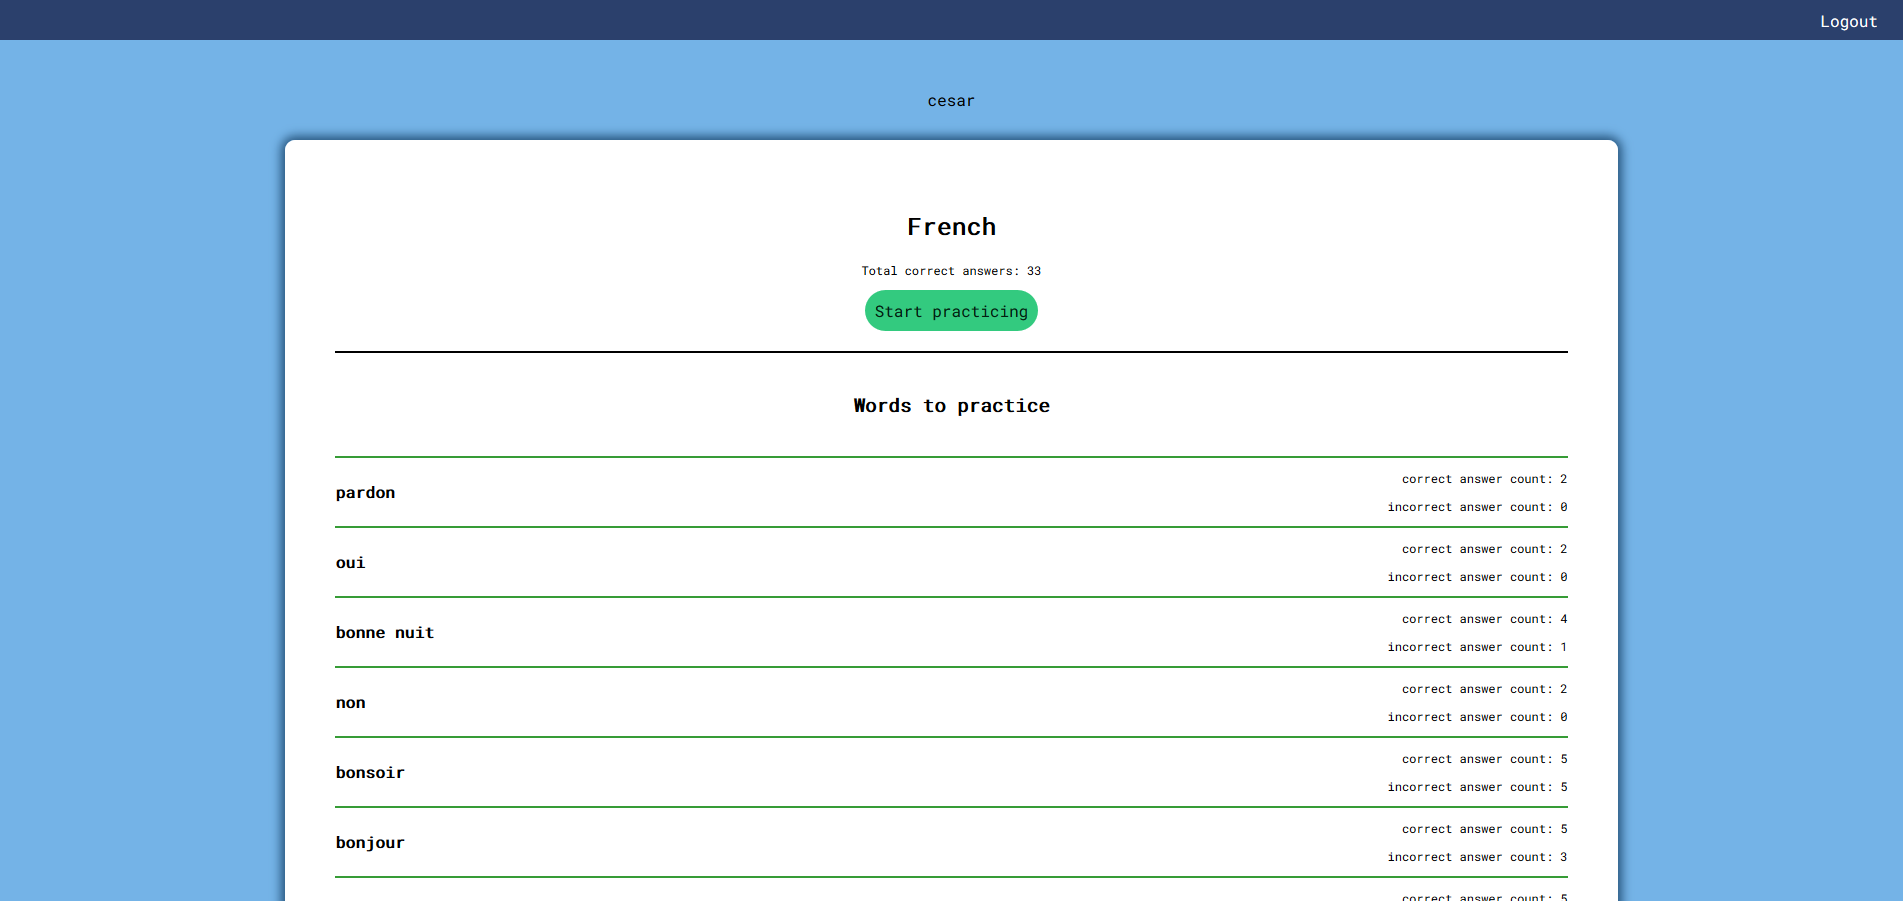 Logout
cesar
French
Total correct answers: 33
Start practicing
Words to practice
pardon
correct answer count: 2
incorrect answer count: 0
oui
correct answer count: 2
incorrect answer count: 0
bonne nuit
correct answer count: 4
incorrect answer count: 1
non
correct answer count: 2
incorrect answer count: 0
bonsoir
correct answer count: 5
incorrect answer count: 5
bonjour
correct answer count: 5
incorrect answer count: 3
correct answer count: 5